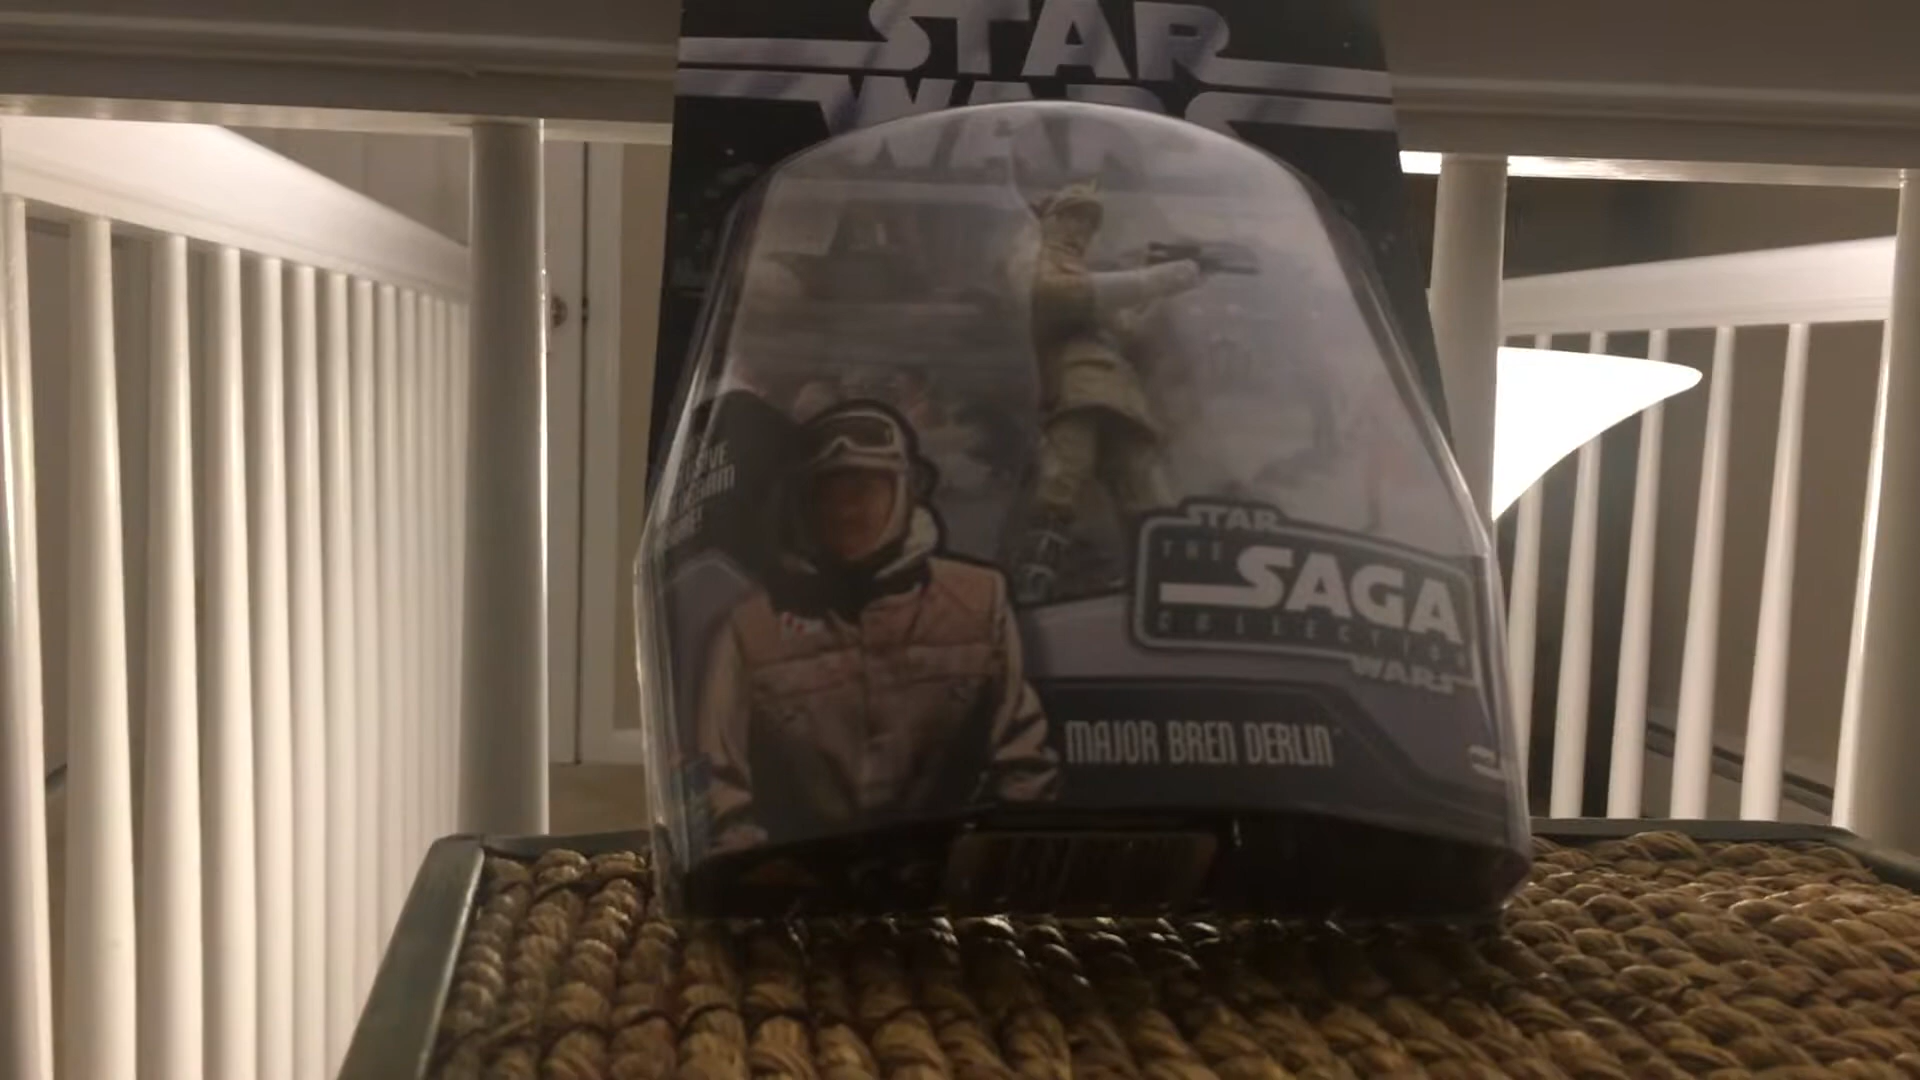 STAR
WARS
STAR
THE
SAGA
COLLECTION
WARS
MAJOR BREN DERLIN